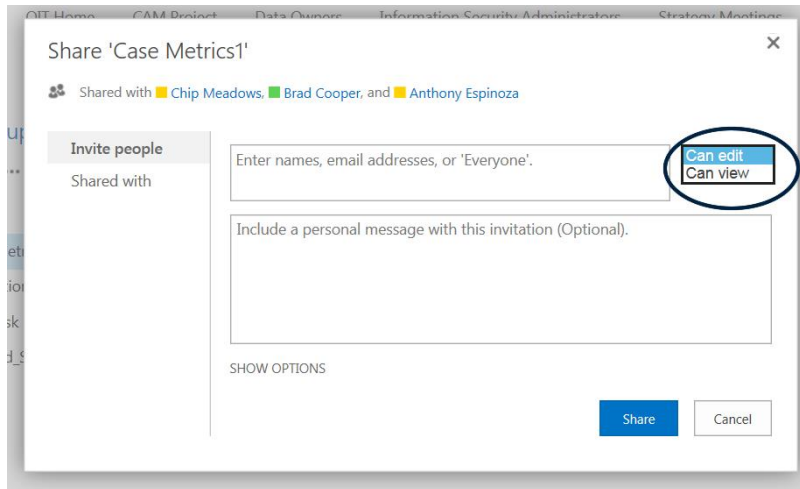 OIT Home CAM Project Data Owners Information Security Administrators Strategy Meetings
Share 'Case Metrics1'
Shared with Chip Meadows, Brad Cooper, and Anthony Espinoza
Invite people
Shared with
Enter names, email addresses, or 'Everyone'.
Can edit
Can view
Include a personal message with this invitation (Optional).
SHOW OPTIONS
Share Cancel